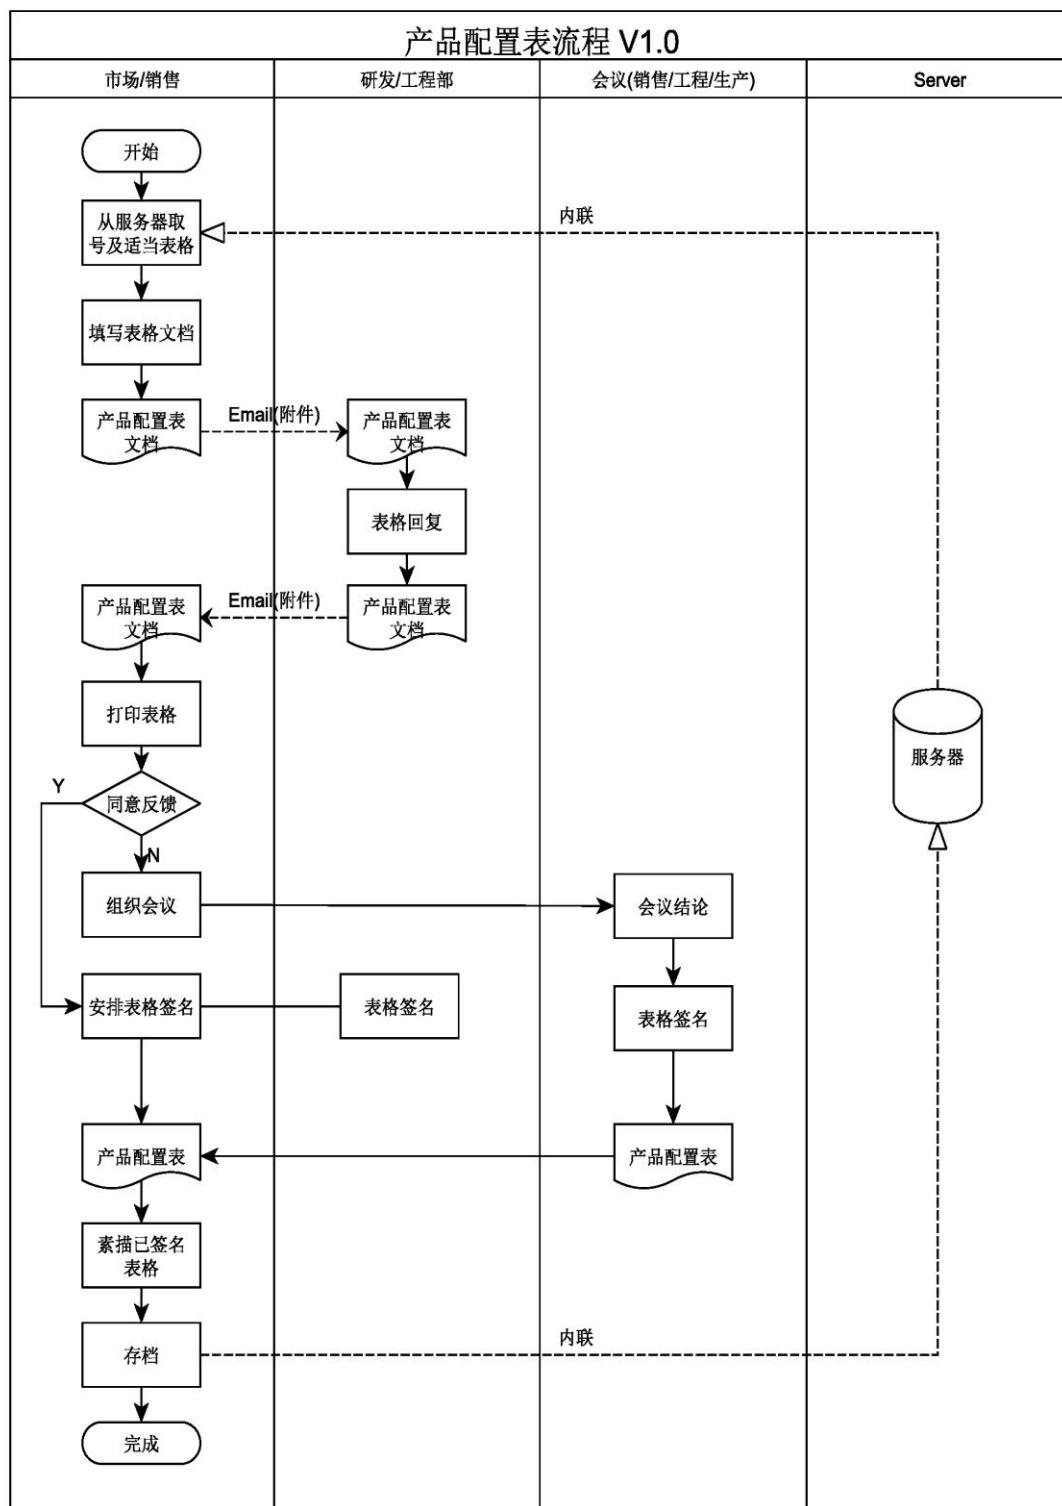 产品配置表流程 V1.0
市场/销售
研发/工程部
会议(销售/工程/生产)
Server
开始
从服务器取
号及适当表格
内联
填写表格文档
产品配置表
文档
Email(附件)
产品配置表
文档
表格回复
产品配置表
文档
Email(附件)
产品配置表
文档
打印表格
服务器
Y
同意反馈
N
组织会议
会议结论
安排表格签名
表格签名
表格签名
产品配置表
产品配置表
素描已签名
表格
存档
内联
完成